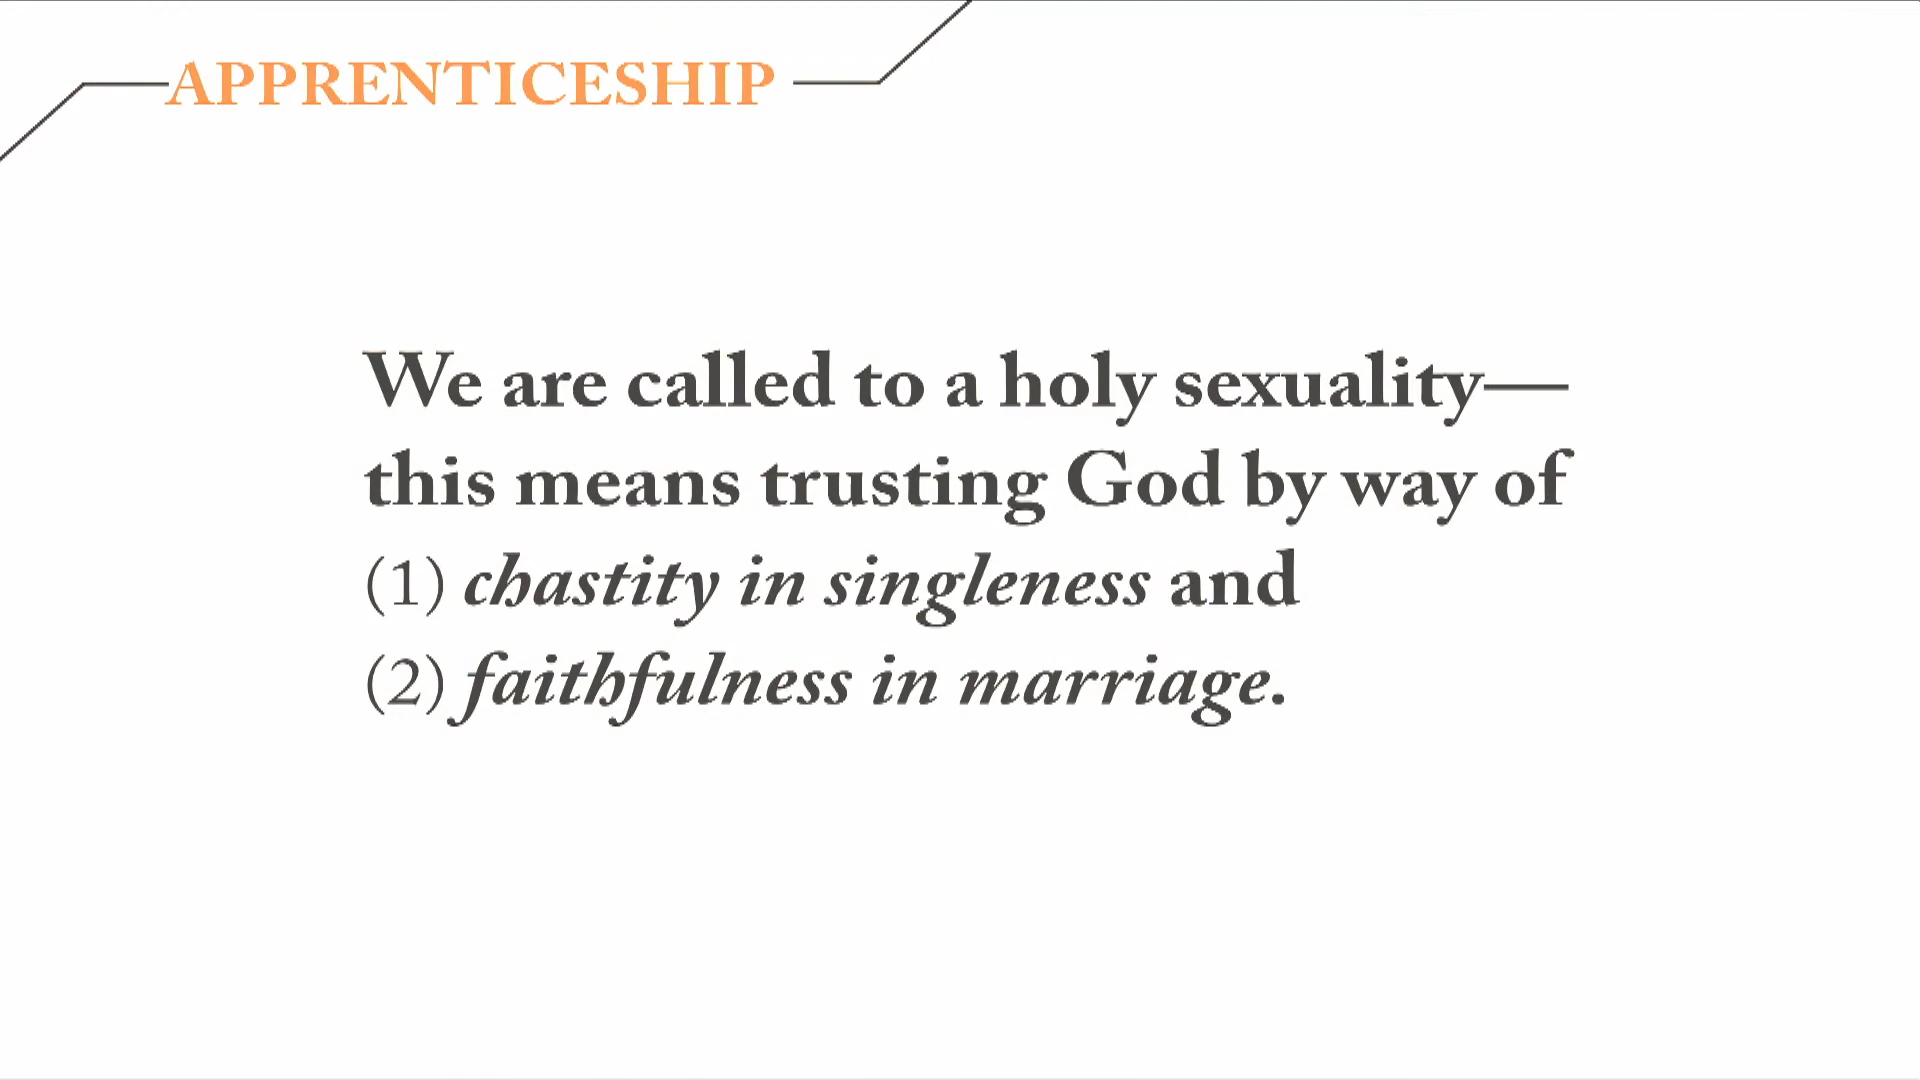 APPRENTICESHIP
We are called to a holy sexuality—
this means trusting God by way of
(1) chastity in singleness and
(2) faithfulness in marriage.